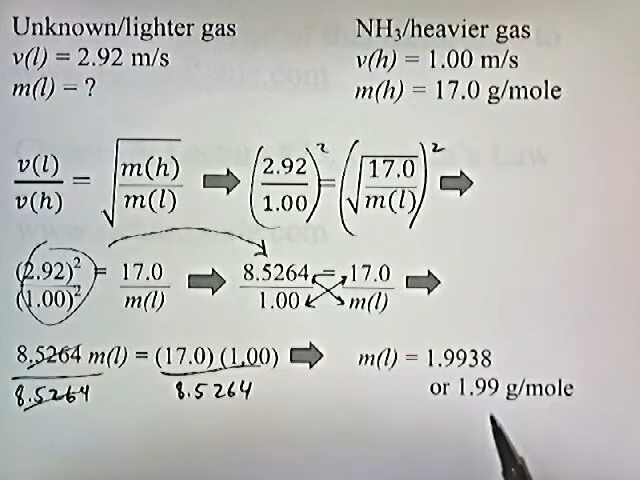 Unknown/lighter gas
v(l) = 2.92 m/s
m(l) = ?
NH₃/heavier gas
v(h) = 1.00 m/s
m(h) = 17.0 g/mole
v(l)/v(h) = √(m(h)/m(l)) ➡ (2.92/1.00)² = (√(17.0/m(l)))² ➡
(2.92)²/(1.00)² = 17.0/m(l) ➡ 8.5264/1.00 = 17.0/m(l) ➡
8.5264 m(l) = (17.0) (1.00) ➡ m(l) = 1.9938
8.5264 8.5264 or 1.99 g/mole